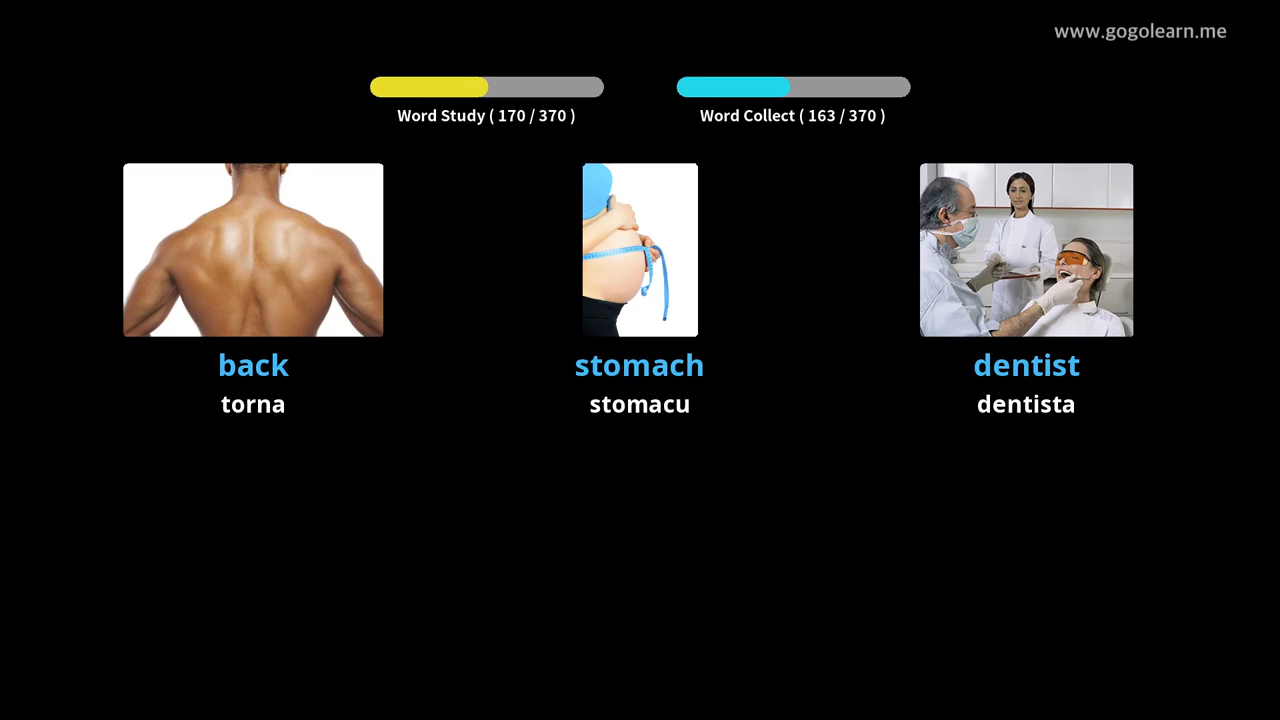 www.gogolearn.me
Word Study ( 170 / 370 )
Word Collect ( 163 / 370 )
back
torna
stomach
stomacu
dentist
dentista